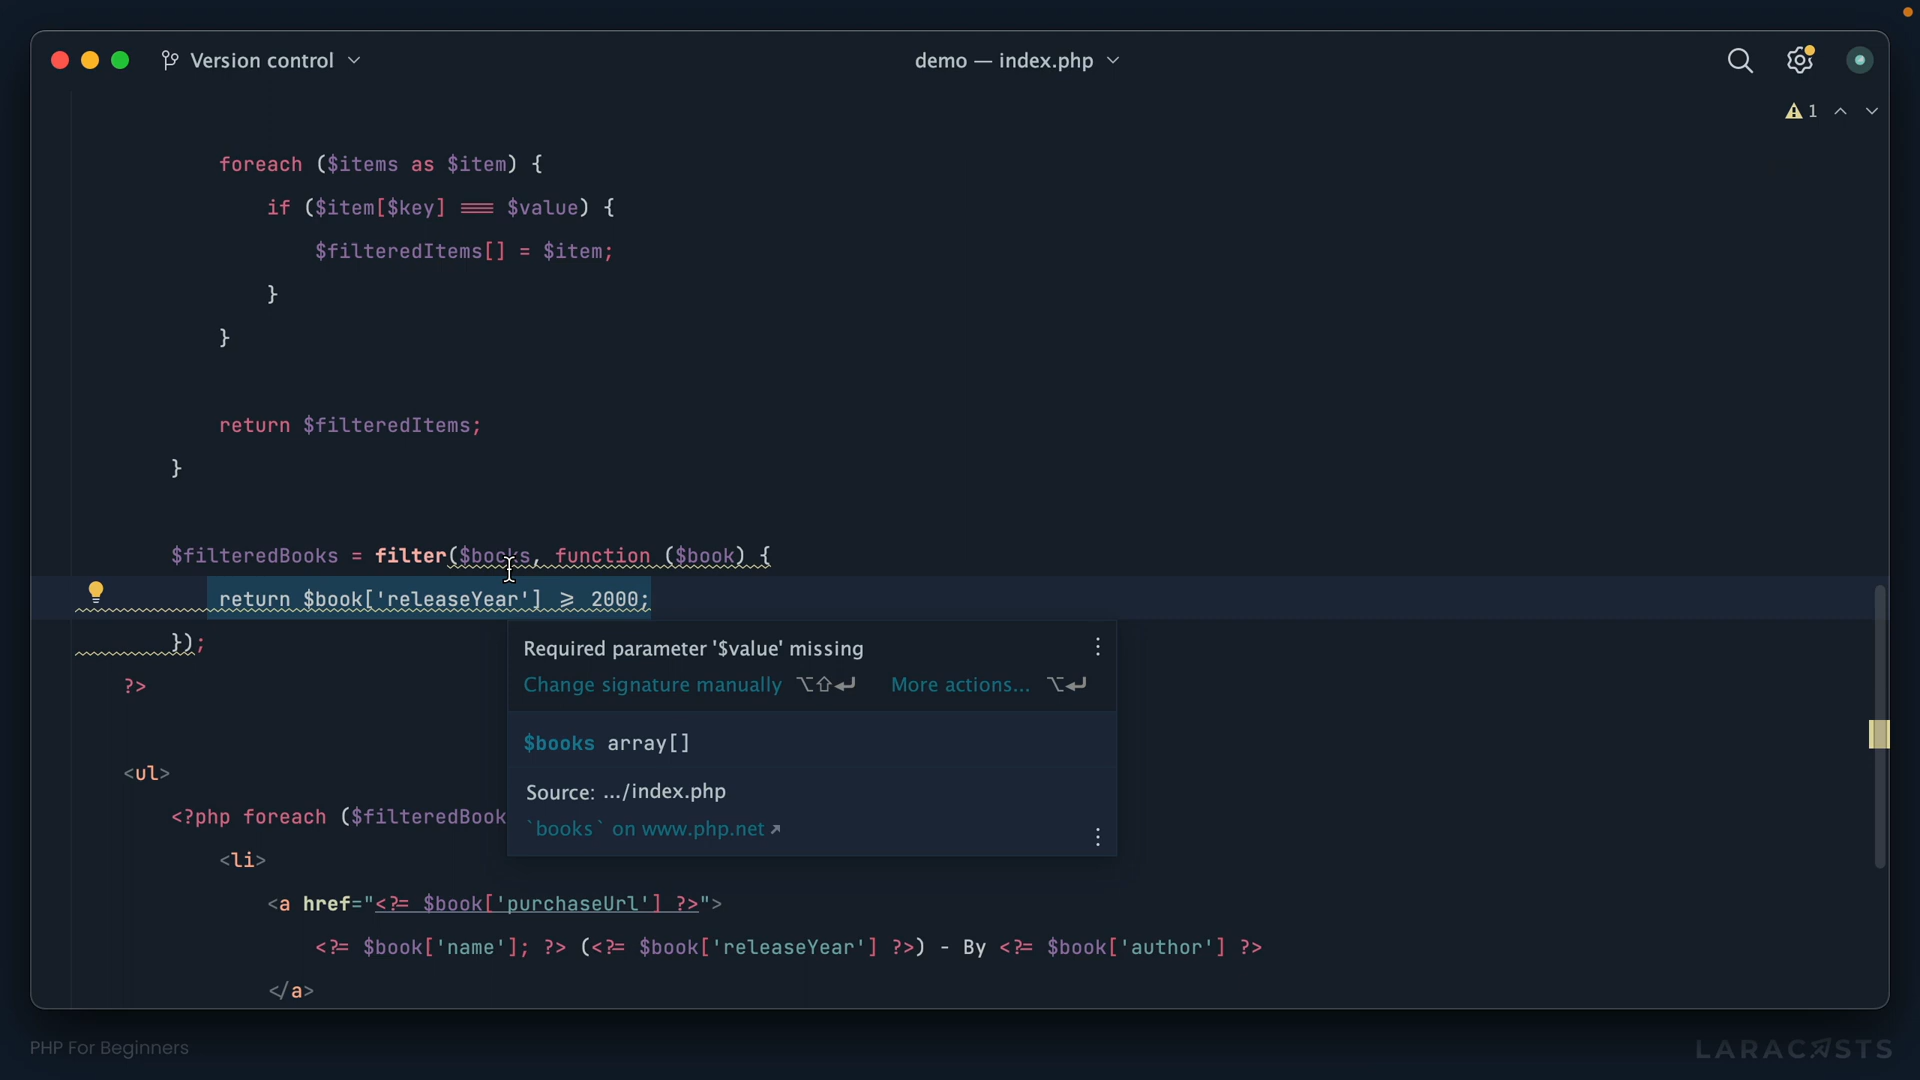 Version control
demo — index.php
1
foreach ($items as $item) {
if ($item[$key] === $value) {
$filteredItems[] = $item;
}
}
return $filteredItems;
}
$filteredBooks = filter($books, function ($book) {
return $book['releaseYear'] >= 2000;
});
Required parameter '$value' missing
Change signature manually ⌥⇧↩ More actions... ⌥↩
?>
$books array[]
<ul>
Source: .../index.php
<?php foreach ($filteredBook
`books` on www.php.net ↗
<li>
<a href="<?= $book['purchaseUrl'] ?>">
<?= $book['name']; ?> (<?= $book['releaseYear'] ?>) - By <?= $book['author'] ?>
</a>
PHP For Beginners
LARACASTS